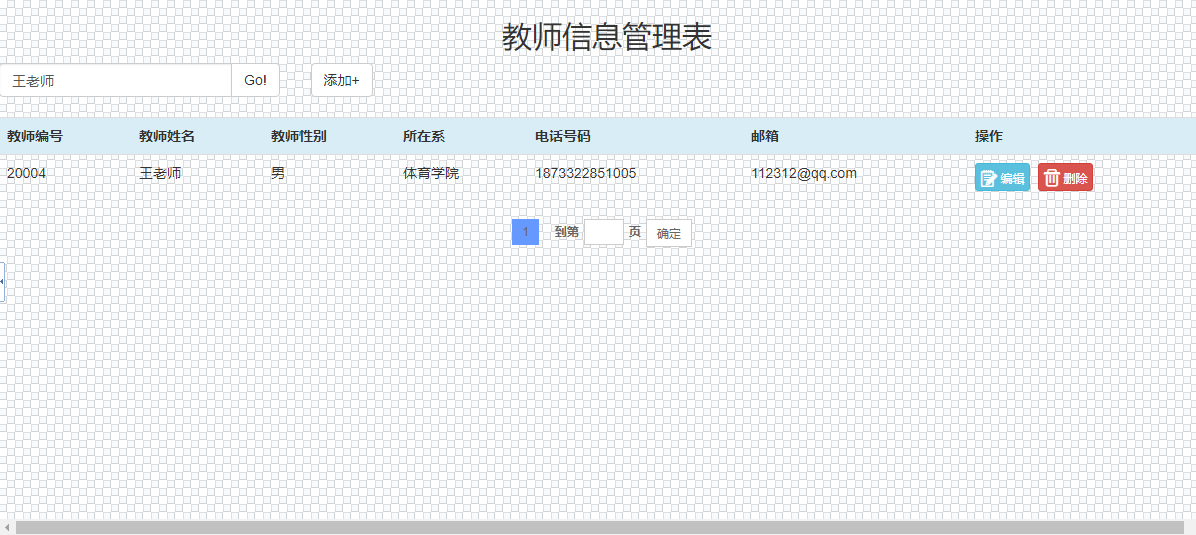 教师信息管理表
王老师 Go! 添加+
教师编号 教师姓名 教师性别 所在系 电话号码 邮箱 操作
20004 王老师 男 体育学院 1873322851005 112312@qq.com 编辑 删除
1 到第 页 确定